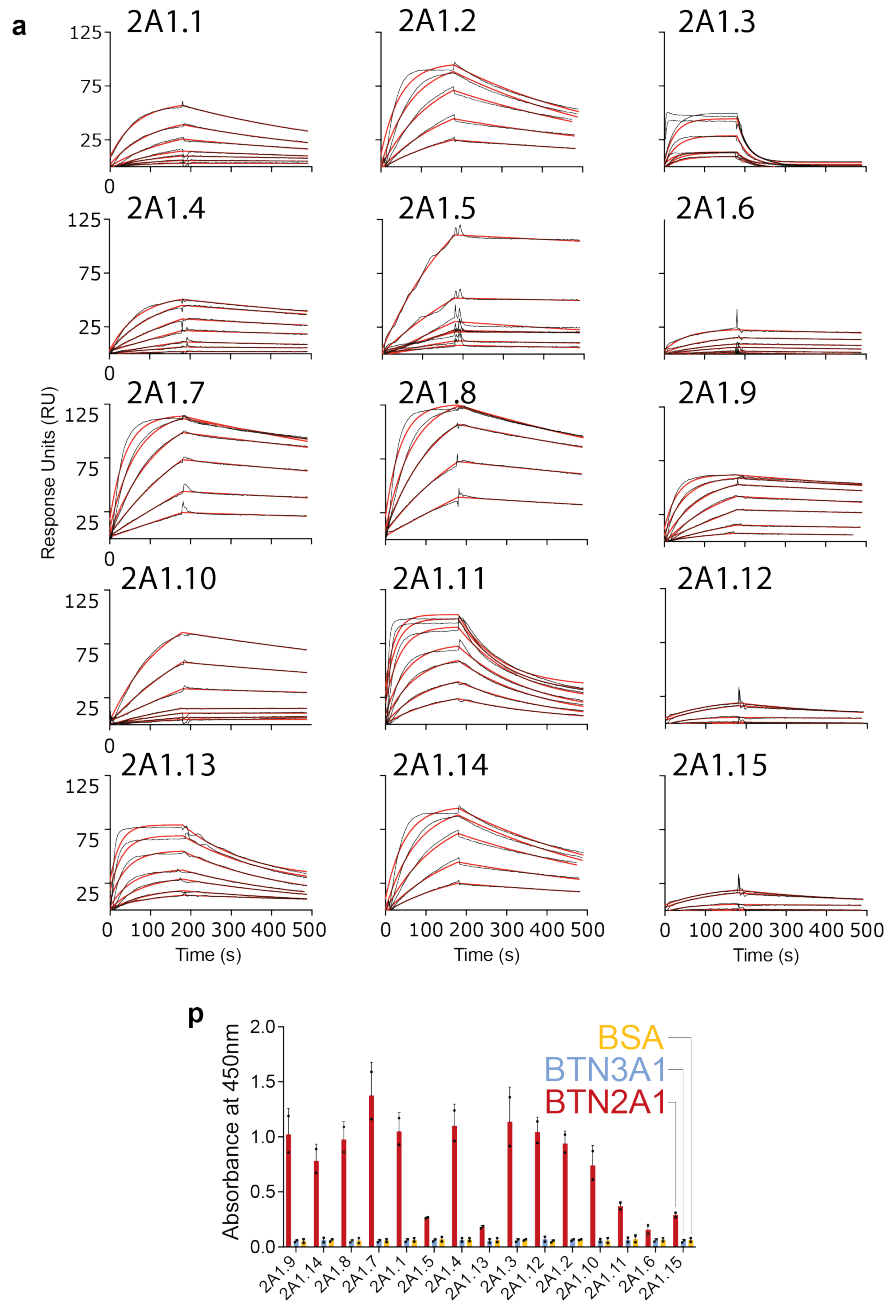 a
2A1.1
2A1.2
2A1.3
125
75
25
0
2A1.4
2A1.5
2A1.6
125
75
25
0
2A1.7
2A1.8
2A1.9
125
75
25
0
Response Units (RU)
2A1.10
2A1.11
2A1.12
125
75
25
0
2A1.13
2A1.14
2A1.15
125
75
25
0 100 200 300 400 500
0 100 200 300 400 500
0 100 200 300 400 500
Time (s)
Time (s)
Time (s)
p
Absorbance at 450nm
2.0
1.5
1.0
0.5
0.0
BSA
BTN3A1
BTN2A1
2A1.9
2A1.14
2A1.8
2A1.7
2A1.1
2A1.5
2A1.4
2A1.13
2A1.3
2A1.12
2A1.2
2A1.10
2A1.11
2A1.6
2A1.15